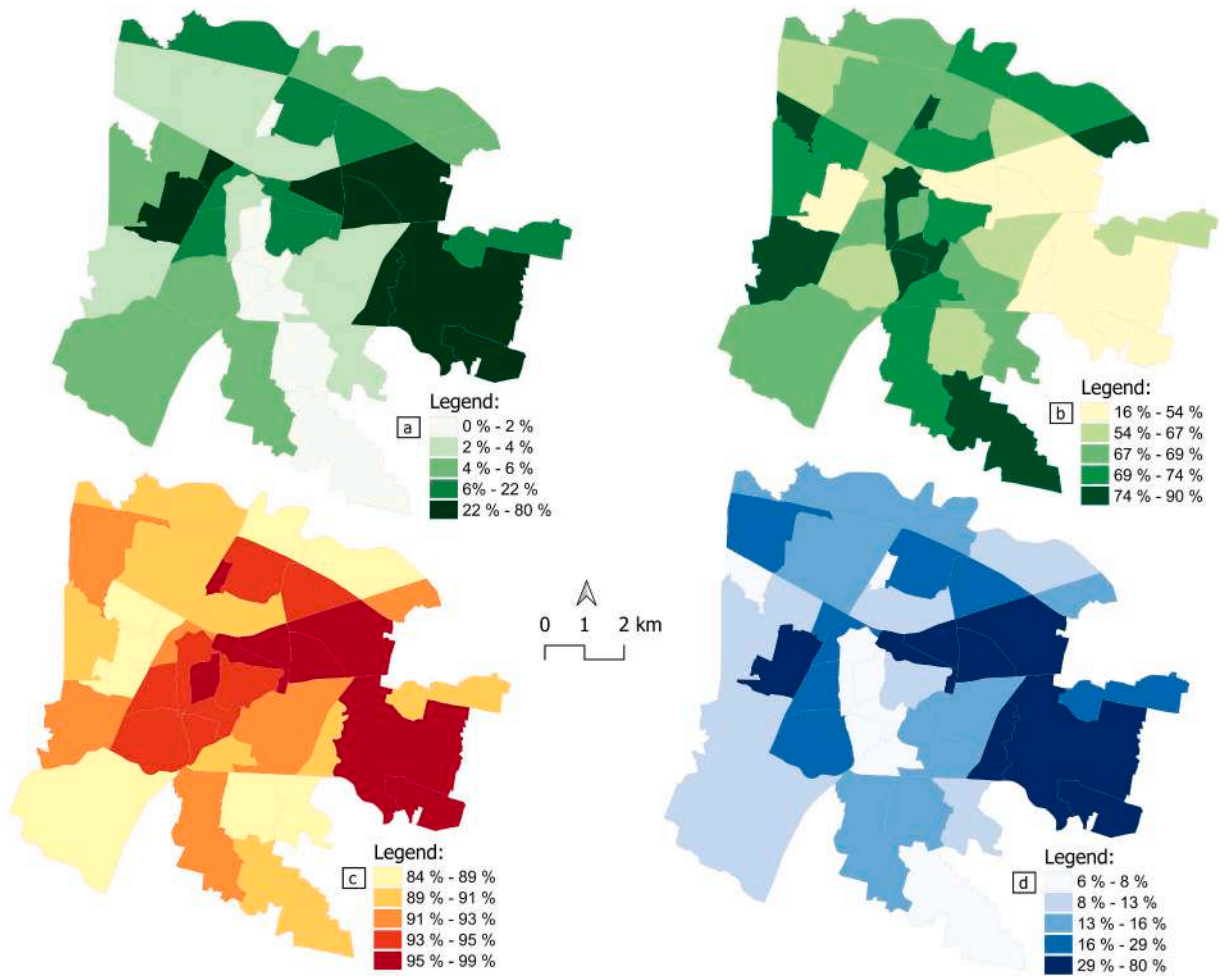 Legend:
a
0 % - 2 %
2 % - 4 %
4 % - 6 %
6% - 22 %
22 % - 80 %
Legend:
b
16 % - 54 %
54 % - 67 %
67 % - 69 %
69 % - 74 %
74 % - 90 %
0 1 2 km
Legend:
c
84 % - 89 %
89 % - 91 %
91 % - 93 %
93 % - 95 %
95 % - 99 %
Legend:
d
6 % - 8 %
8 % - 13 %
13 % - 16 %
16 % - 29 %
29 % - 80 %